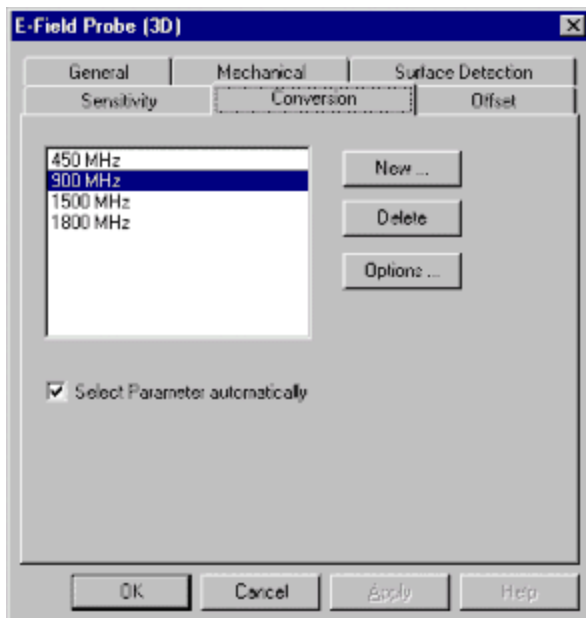 E-Field Probe (3D)
General Mechanical Surface Detection
Sensitivity Conversion Offset
450 MHz
900 MHz
1500 MHz
1800 MHz
New ...
Delete
Options ...
Select Parameter automatically
OK Cancel Apply Help